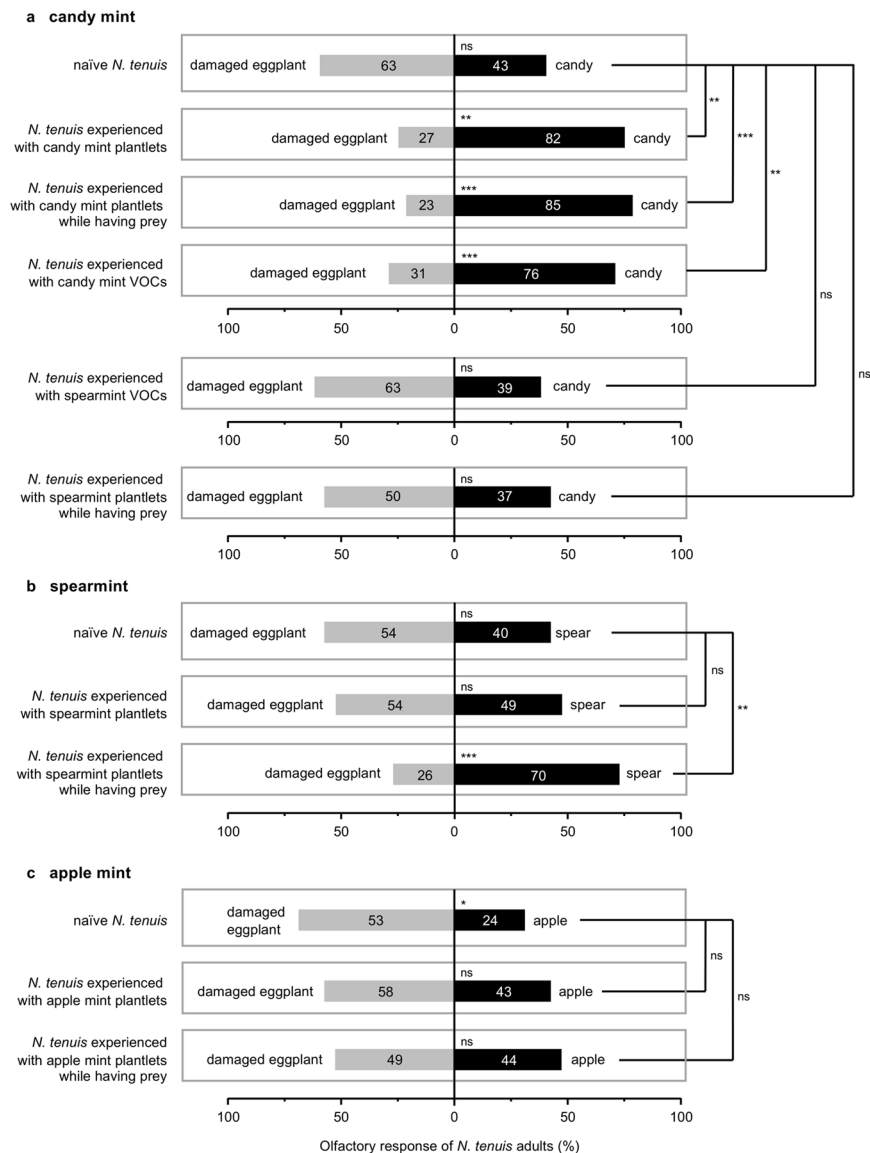 a candy mint
ns
naïve N. tenuis damaged eggplant 63 43 candy
**
N. tenuis experienced
with candy mint plantlets
damaged eggplant 27 82 candy
**
***
N. tenuis experienced
with candy mint plantlets
while having prey
damaged eggplant 23 85 candy
***
***
N. tenuis experienced
with candy mint VOCs
damaged eggplant 31 76 candy
**
100 50 0 50 100
ns
N. tenuis experienced
with spearmint VOCs
damaged eggplant 63 39 candy
ns
100 50 0 50 100
ns
N. tenuis experienced
with spearmint plantlets
while having prey
damaged eggplant 50 37 candy
ns
100 50 0 50 100
b spearmint
ns
naïve N. tenuis damaged eggplant 54 40 spear
ns
N. tenuis experienced
with spearmint plantlets
damaged eggplant 54 49 spear
ns
***
N. tenuis experienced
with spearmint plantlets
while having prey
damaged eggplant 26 70 spear
**
100 50 0 50 100
c apple mint
*
naïve N. tenuis
damaged
eggplant
53 24 apple
ns
N. tenuis experienced
with apple mint plantlets
damaged eggplant 58 43 apple
ns
ns
N. tenuis experienced
with apple mint plantlets
while having prey
damaged eggplant 49 44 apple
ns
100 50 0 50 100
Olfactory response of N. tenuis adults (%)